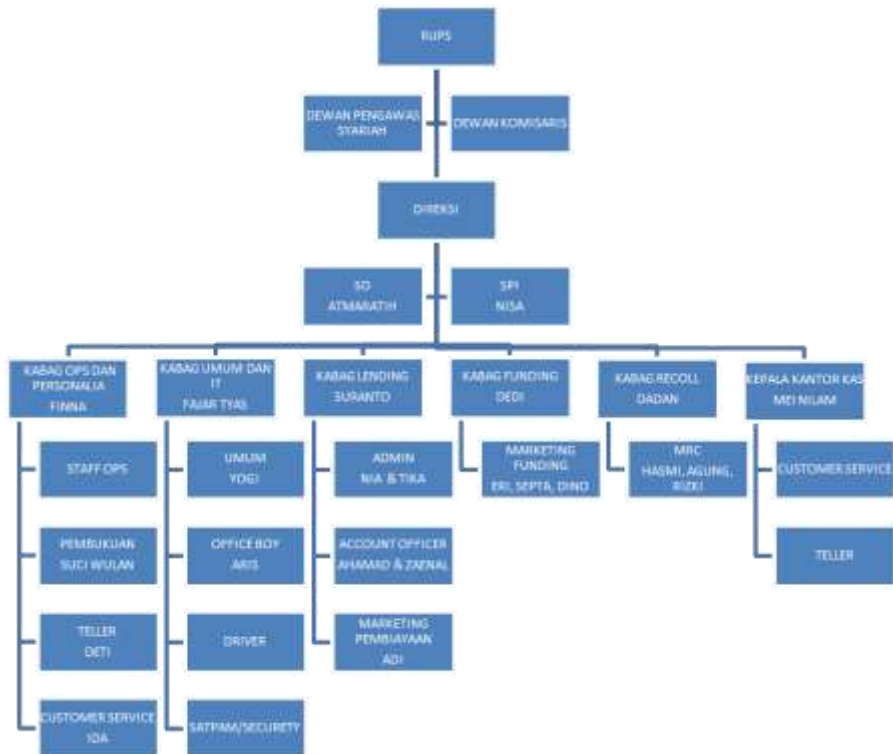 RUPS
DEWAN PENGAWAS
SYARIAH
DEWAN KOMISARIS
DIREKSI
SO
ATMARATIH
SPI
NISA
KABAG OPS DAN
PERSONALIA
FINNA
KABAG UMUM DAN
IT
FAJAR TYAS
KABAG LENDING
SURANTO
KABAG FUNDING
DEDI
KABAG RECOLL
DADAN
KEPALA KANTOR KAS
MEI NILAM
STAFF OPS
UMUM
YOGI
ADMIN
NIA & TIKA
MARKETING
FUNDING
ERI, SEPTA, DINO
MRC
HASMI, AGUNG,
RIZKI
CUSTOMER SERVICE
PEMBUKUAN
SUCI WULAN
OFFICE BOY
ARIS
ACCOUNT OFFICER
AHAMAD & ZAENAL
TELLER
TELLER
DETI
DRIVER
MARKETING
PEMBIAYAAN
ADI
CUSTOMER SERVICE
IDA
SATPAM/SECURETY